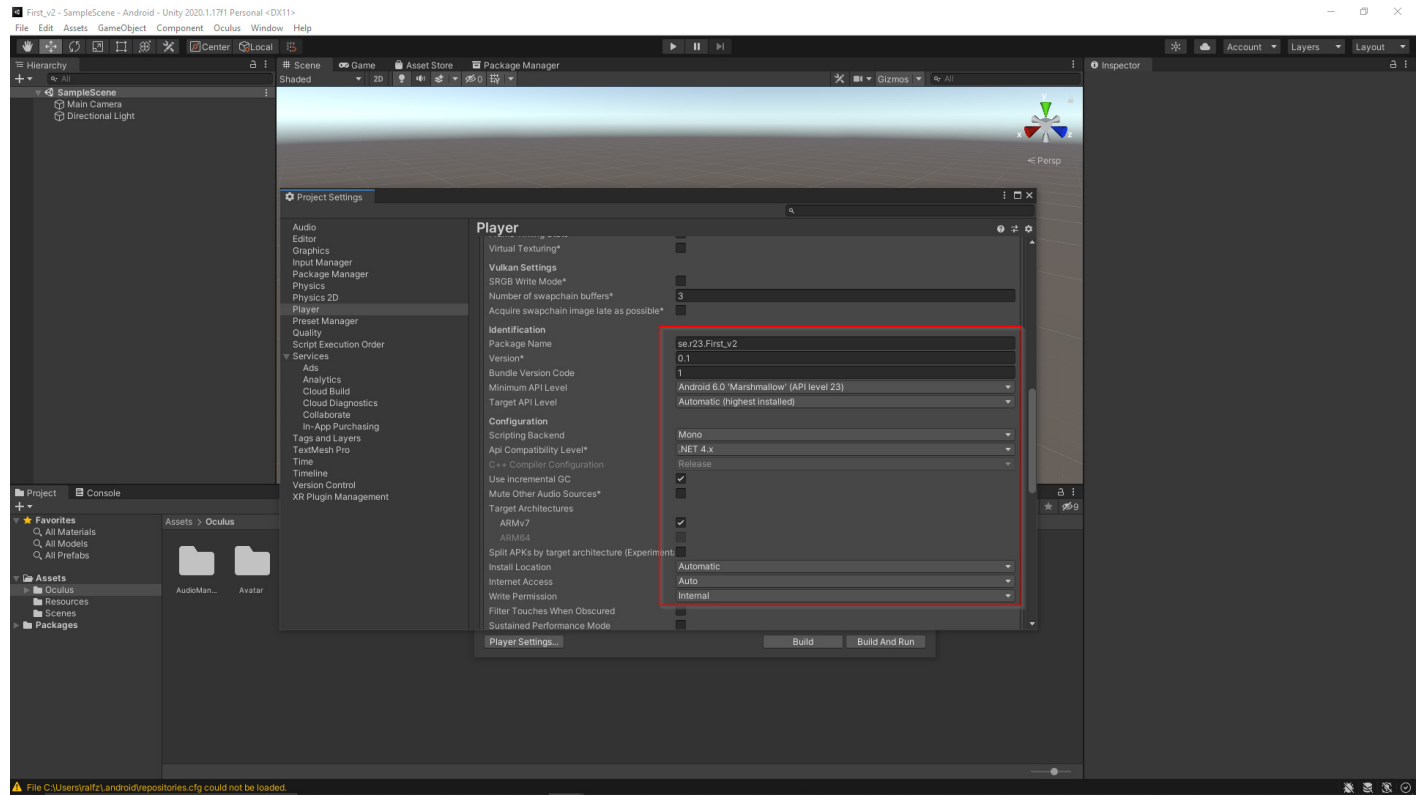 First_v2 - SampleScene - Android - Unity 2020.1.17f1 Personal <DX11>
File Edit Assets GameObject Component Oculus Window Help
Center Local
Account Layers Layout
Hierarchy
All
SampleScene
Main Camera
Directional Light
Scene Game Asset Store Package Manager
Shaded 2D 0 Gizmos All
Inspector
Y
x z
Persp
Project Settings
Audio
Editor
Graphics
Input Manager
Package Manager
Physics
Physics 2D
Player
Preset Manager
Quality
Script Execution Order
Services
Ads
Analytics
Cloud Build
Cloud Diagnostics
Collaborate
In-App Purchasing
Tags and Layers
TextMesh Pro
Time
Timeline
Version Control
XR Plugin Management
Player
Virtual Texturing*
Vulkan Settings
SRGB Write Mode*
Number of swapchain buffers* 3
Acquire swapchain image late as possible*
Identification
Package Name se.r23.First_v2
Version* 0.1
Bundle Version Code 1
Minimum API Level Android 6.0 'Marshmallow' (API level 23)
Target API Level Automatic (highest installed)
Configuration
Scripting Backend Mono
Api Compatibility Level* .NET 4.x
C++ Compiler Configuration Release
Use incremental GC
Mute Other Audio Sources*
Target Architectures
ARMv7
ARM64
Split APKs by target architecture (Experiment
Install Location Automatic
Internet Access Auto
Write Permission Internal
Filter Touches When Obscured
Sustained Performance Mode
Player Settings... Build Build And Run
Project Console
9
Favorites
All Materials
All Models
All Prefabs
Assets
Oculus
Resources
Scenes
Packages
Assets > Oculus
AudioMan... Avatar
File C:\Users\ralfz\.android\repositories.cfg could not be loaded.